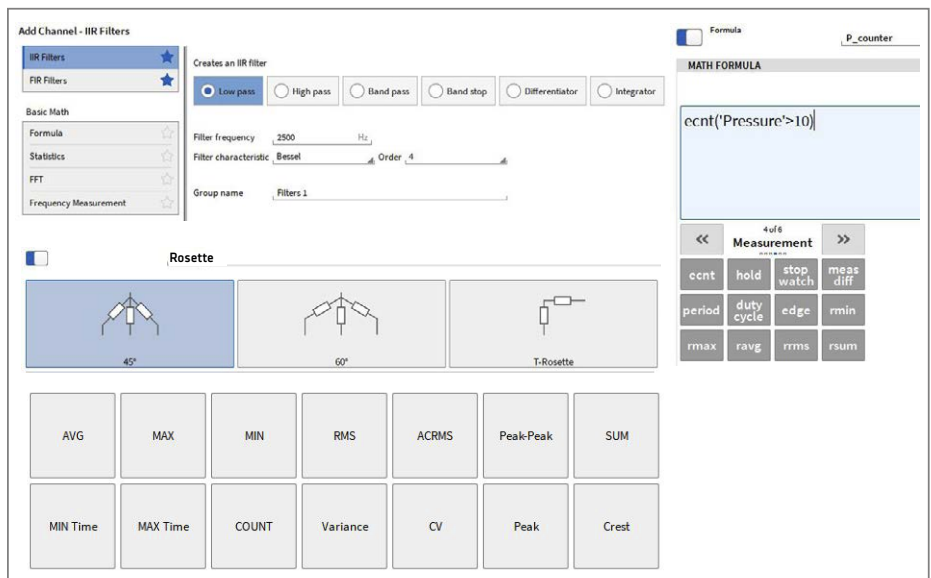 Add Channel - IIR Filters
IIR Filters
FIR Filters
Basic Math
Formula
Statistics
FFT
Frequency Measurement
Creates an IIR filter
Low pass
High pass
Band pass
Band stop
Differentiator
Integrator
Filter frequency 2500 Hz
Filter characteristic Bessel Order 4
Group name Filters 1
Formula
P_counter
MATH FORMULA
ecnt('Pressure'>10)
« 4 of 6 »
Measurement
ecnt hold stop watch meas diff
period duty cycle edge rmin
rmax ravg rrms rsum
Rosette
45° 60° T-Rosette
AVG MAX MIN RMS ACRMS Peak-Peak SUM
MIN Time MAX Time COUNT Variance CV Peak Crest